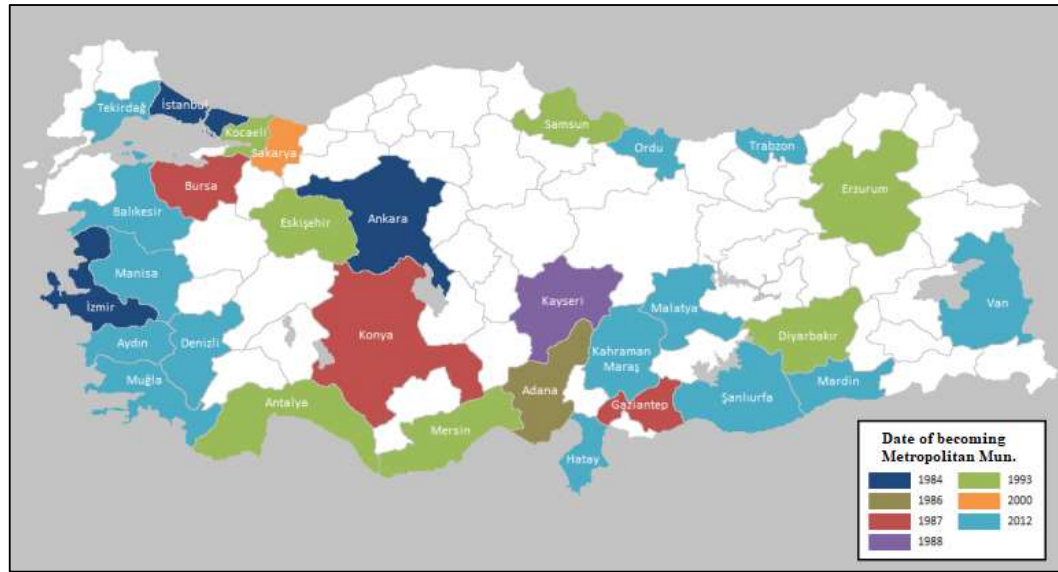 Tekirdağ
İstanbul
Kocaeli
Sakarya
Samsun
Ordu
Trabzon
Erzurum
Bursa
Balıkesir
Eskişehir
Ankara
Manisa
İzmir
Kayseri
Malatya
Van
Aydın
Denizli
Konya
Kahraman
Maraş
Diyarbakır
Muğla
Antalya
Mersin
Adana
Gaziantep
Şanlıurfa
Mardin
Hatay
Date of becoming
Metropolitan Mun.
1984 1993
1986 2000
1987 2012
1988